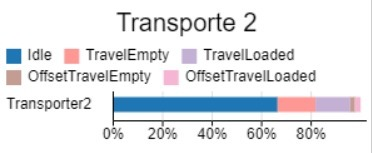 Transporte 2
Idle TravelEmpty TravelLoaded
OffsetTravelEmpty OffsetTravelLoaded
Transporter2
0% 20% 40% 60% 80%